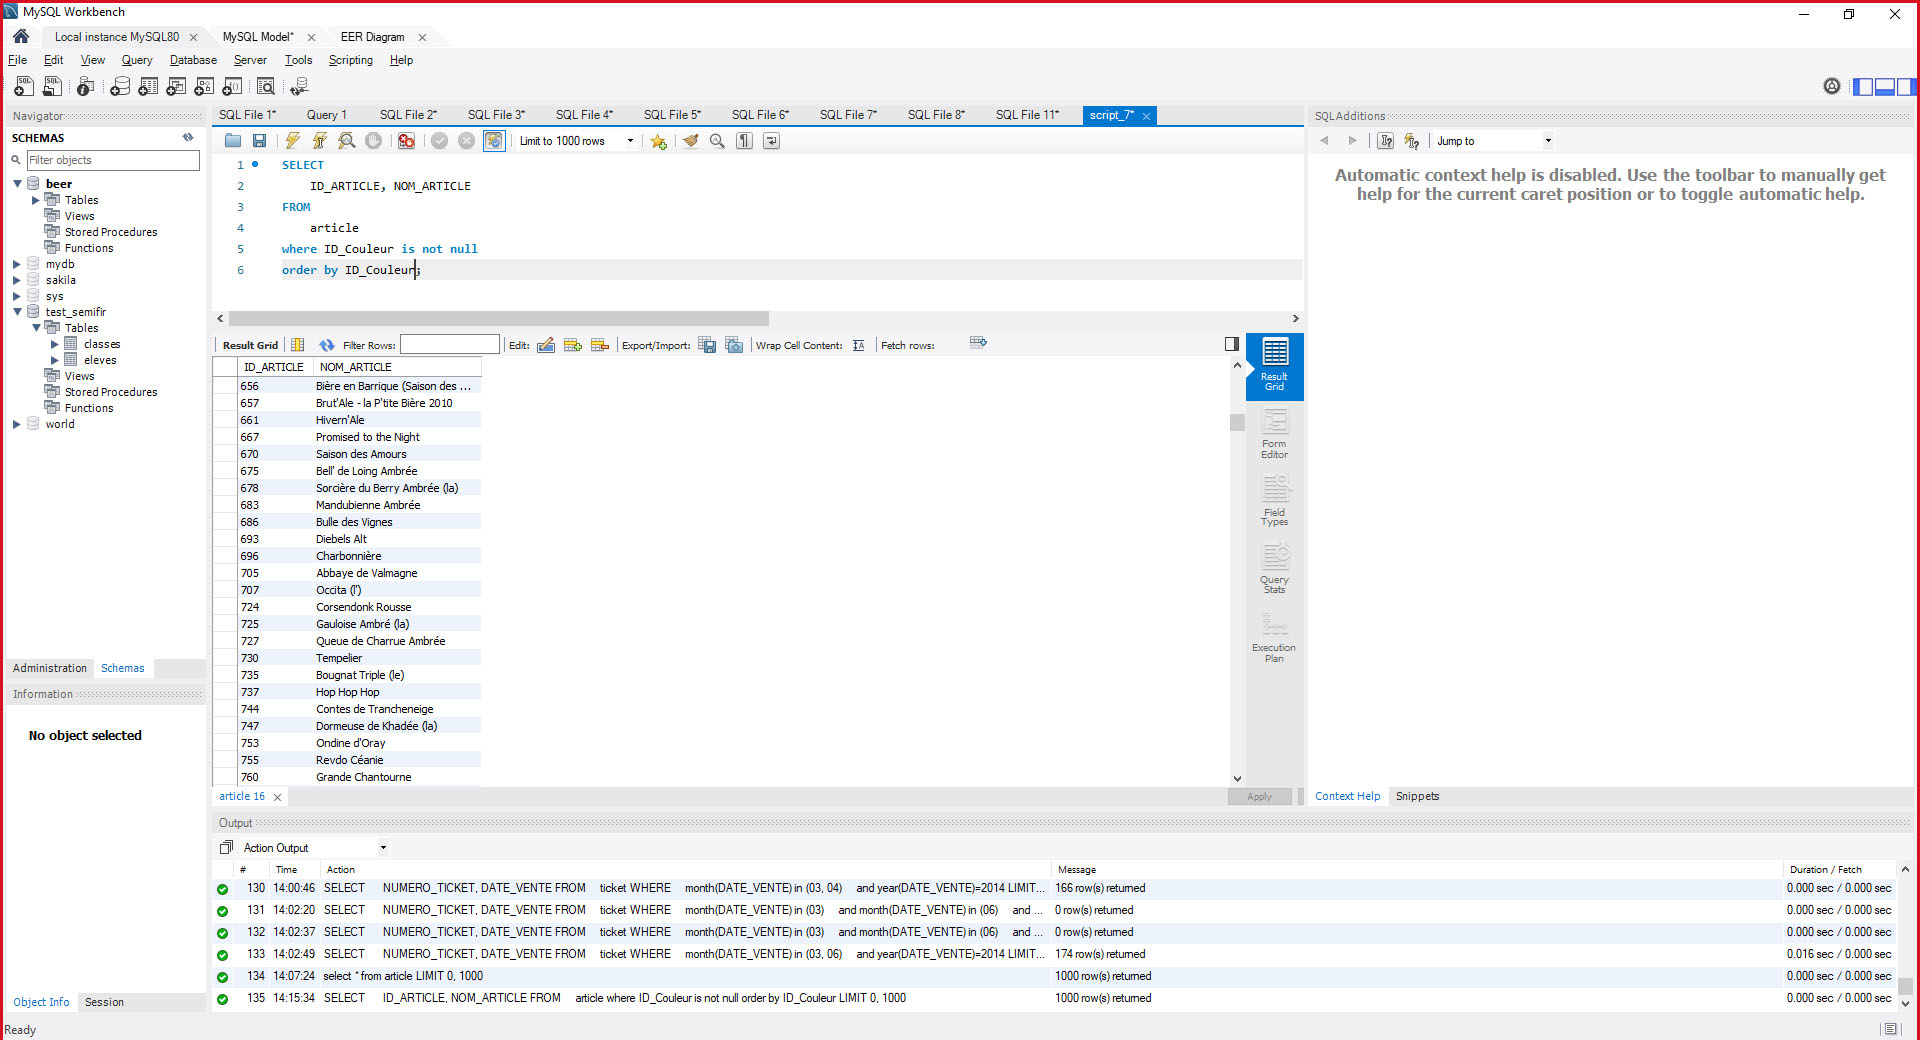 MySQL Workbench
Local instance MySQL80
MySQL Model*
EER Diagram
File Edit View Query Database Server Tools Scripting Help
Navigator
SCHEMAS
Filter objects
beer
Tables
Views
Stored Procedures
Functions
mydb
sakila
sys
test_semifir
Tables
classes
eleves
Views
Stored Procedures
Functions
world
Administration Schemas
Information
No object selected
Object Info Session
Ready
SQL File 1* Query 1 SQL File 2* SQL File 3* SQL File 4* SQL File 5* SQL File 6* SQL File 7* SQL File 8* SQL File 11* script_7*
Limit to 1000 rows
1 SELECT
2 ID_ARTICLE, NOM_ARTICLE
3 FROM
4 article
5 where ID_Couleur is not null
6 order by ID_Couleur;
Result Grid Filter Rows: Edit: Export/Import: Wrap Cell Content: Fetch rows:
ID_ARTICLE NOM_ARTICLE
656 Bière en Barrique (Saison des ...
657 Brut'Ale - la P'tite Bière 2010
661 Hivern'Ale
667 Promised to the Night
670 Saison des Amours
675 Bell' de Loing Ambrée
678 Sorcière du Berry Ambrée (la)
683 Mandubienne Ambrée
686 Bulle des Vignes
693 Diebels Alt
696 Charbonnière
705 Abbaye de Valmagne
707 Occita (l')
724 Corsendonk Rousse
725 Gauloise Ambré (la)
727 Queue de Charrue Ambrée
730 Tempelier
735 Bougnat Triple (le)
737 Hop Hop Hop
744 Contes de Trancheneige
747 Dormeuse de Khadée (la)
753 Ondine d'Oray
755 Revdo Céanie
760 Grande Chantourne
Result
Grid
Form
Editor
Field
Types
Query
Stats
Execution
Plan
article 16
Apply
SQLAdditions
Jump to
Automatic context help is disabled. Use the toolbar to manually get
help for the current caret position or to toggle automatic help.
Context Help Snippets
Output
Action Output
# Time Action Message Duration / Fetch
130 14:00:46 SELECT NUMERO_TICKET, DATE_VENTE FROM ticket WHERE month(DATE_VENTE) in (03, 04) and year(DATE_VENTE)=2014 LIMIT... 166 row(s) returned 0.000 sec / 0.000 sec
131 14:02:20 SELECT NUMERO_TICKET, DATE_VENTE FROM ticket WHERE month(DATE_VENTE) in (03) and month(DATE_VENTE) in (06) and ... 0 row(s) returned 0.000 sec / 0.000 sec
132 14:02:37 SELECT NUMERO_TICKET, DATE_VENTE FROM ticket WHERE month(DATE_VENTE) in (03) and month(DATE_VENTE) in (06) and ... 0 row(s) returned 0.000 sec / 0.000 sec
133 14:02:49 SELECT NUMERO_TICKET, DATE_VENTE FROM ticket WHERE month(DATE_VENTE) in (03, 06) and year(DATE_VENTE)=2014 LIMIT... 174 row(s) returned 0.016 sec / 0.000 sec
134 14:07:24 select * from article LIMIT 0, 1000 1000 row(s) returned 0.000 sec / 0.000 sec
135 14:15:34 SELECT ID_ARTICLE, NOM_ARTICLE FROM article where ID_Couleur is not null order by ID_Couleur LIMIT 0, 1000 1000 row(s) returned 0.000 sec / 0.000 sec